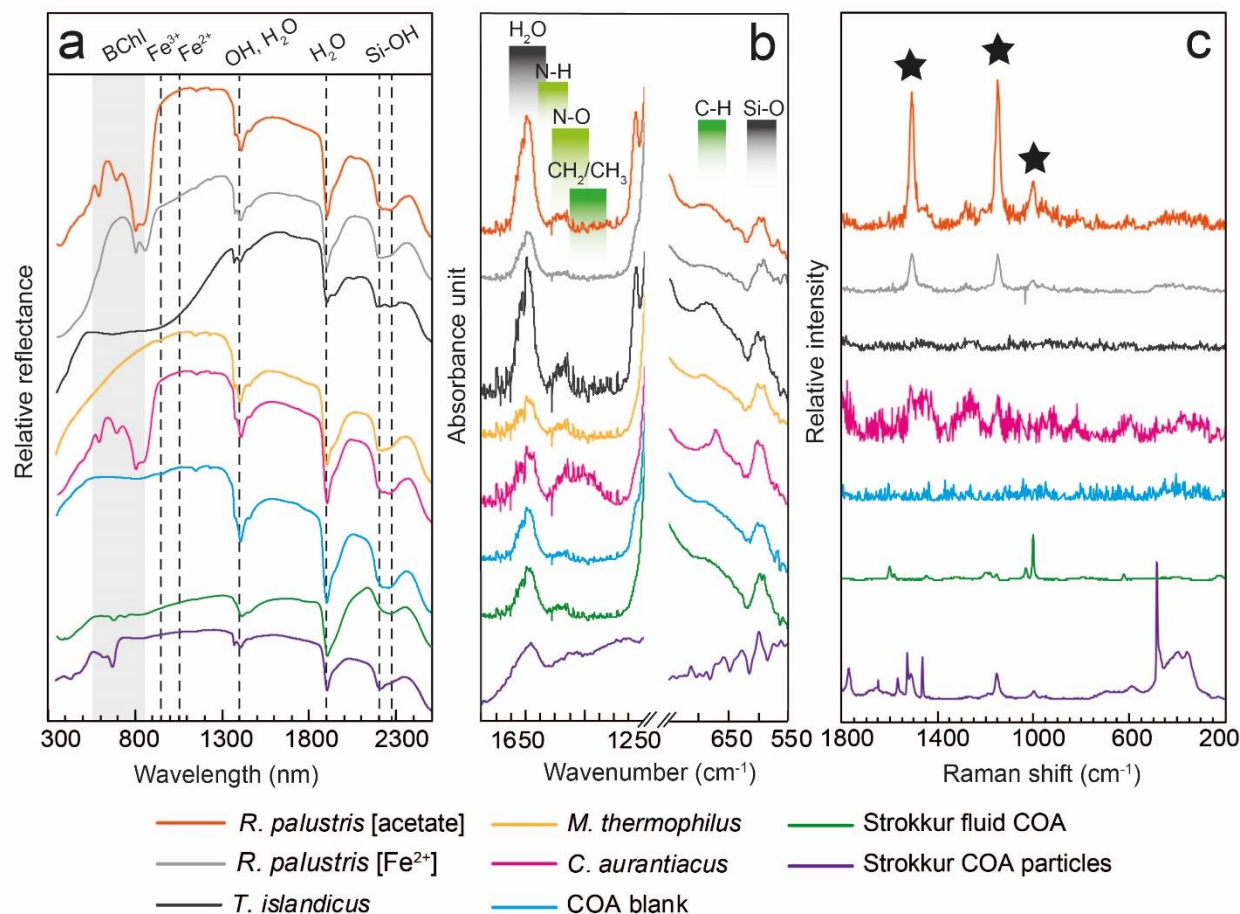 a
BChl
Fe³⁺
Fe²⁺
OH, H₂O
H₂O
Si-OH
Relative reflectance
300 800 1300 1800 2300
Wavelength (nm)
b
H₂O
N-H
N-O
CH₂/CH₃
C-H
Si-O
Absorbance unit
1650 1250 650 550
Wavenumber (cm⁻¹)
c
Relative intensity
1800 1400 1000 600 200
Raman shift (cm⁻¹)
R. palustris [acetate]
R. palustris [Fe²⁺]
T. islandicus
M. thermophilus
C. aurantiacus
COA blank
Strokkur fluid COA
Strokkur COA particles